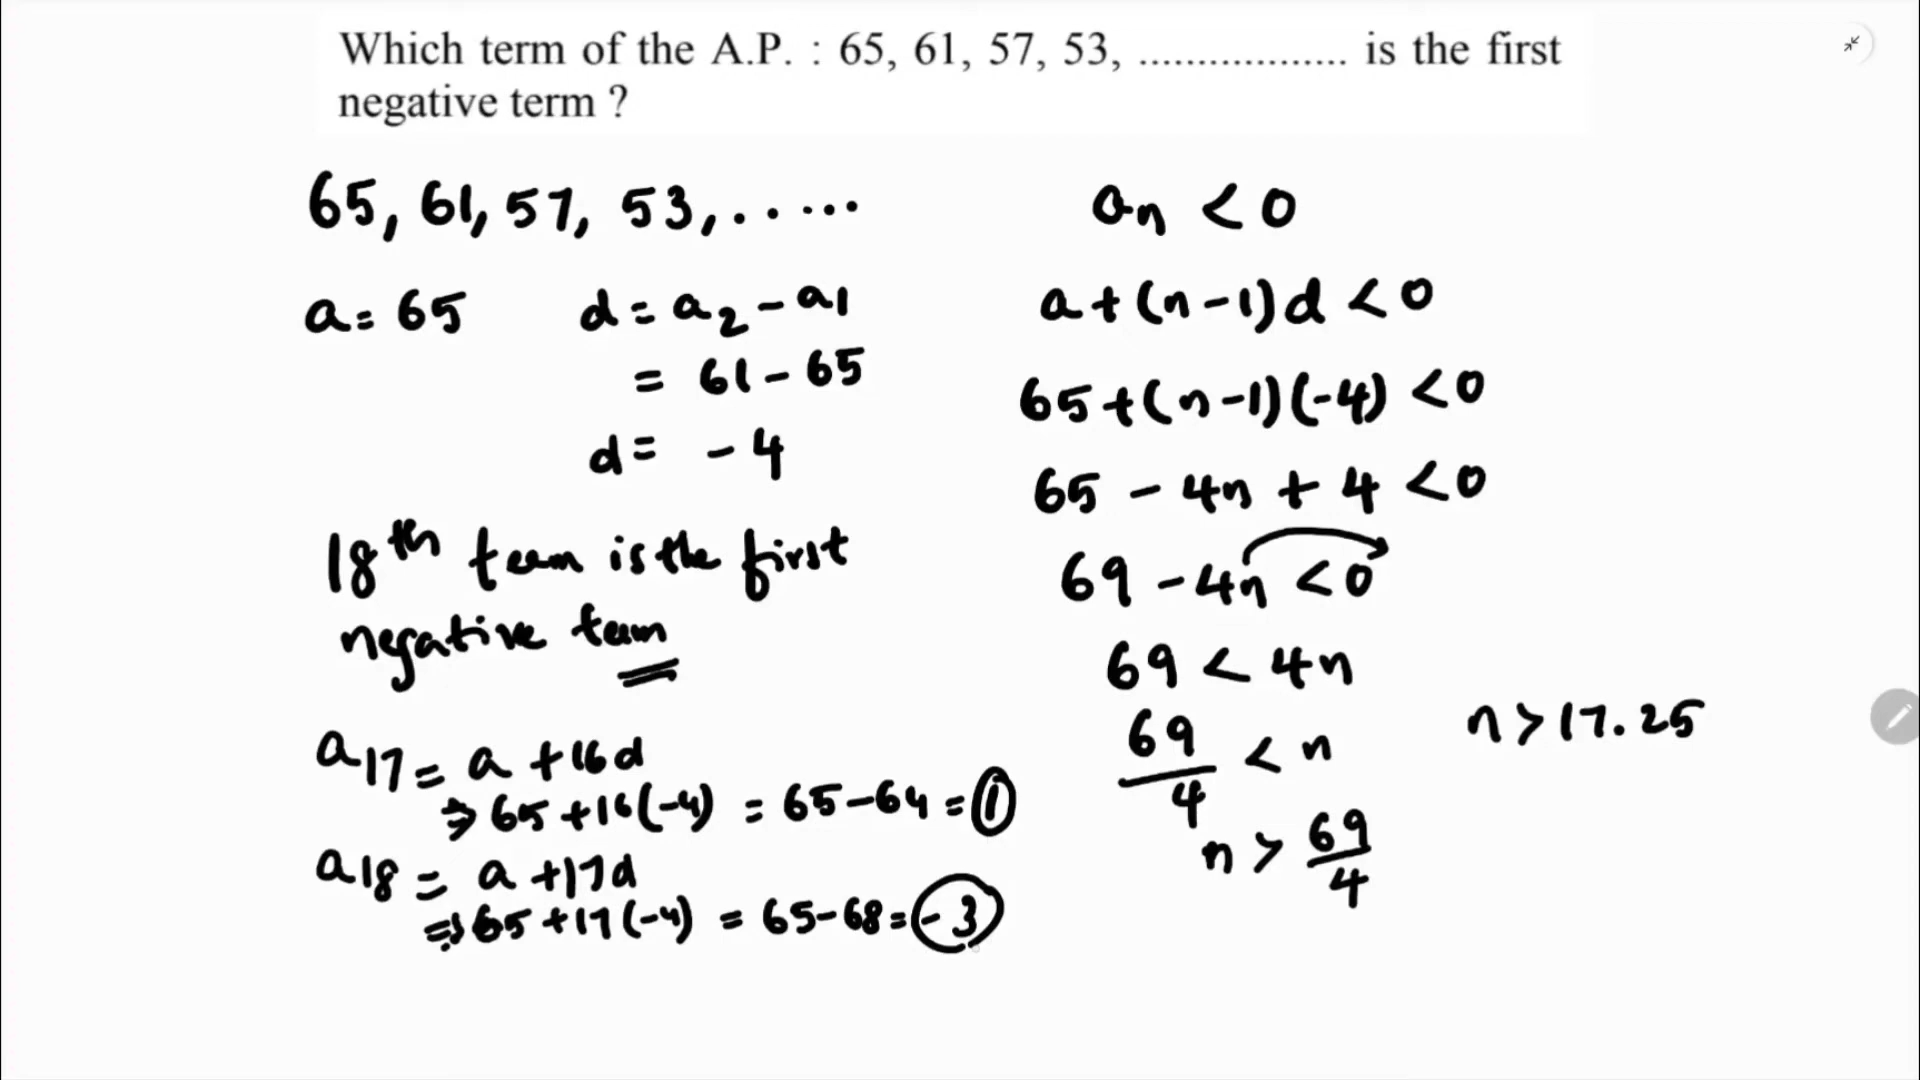 Which term of the A.P. : 65, 61, 57, 53, .................. is the first
negative term ?
65, 61, 57, 53, .....
a = 65
d = a₂ - a1
= 61 - 65
d = - 4
18th term is the first
negative term
a17 = a + 16d
⇒ 65 + 16(-4) = 65 - 64 = 1
a18 = a + 17d
⇒ 65 + 17(-4) = 65 - 68 = -3
an < 0
a + (n - 1)d < 0
65 + (n - 1)(-4) < 0
65 - 4n + 4 < 0
69 - 4n < 0
69 < 4n
69/4 < n
n > 69/4
n > 17.25